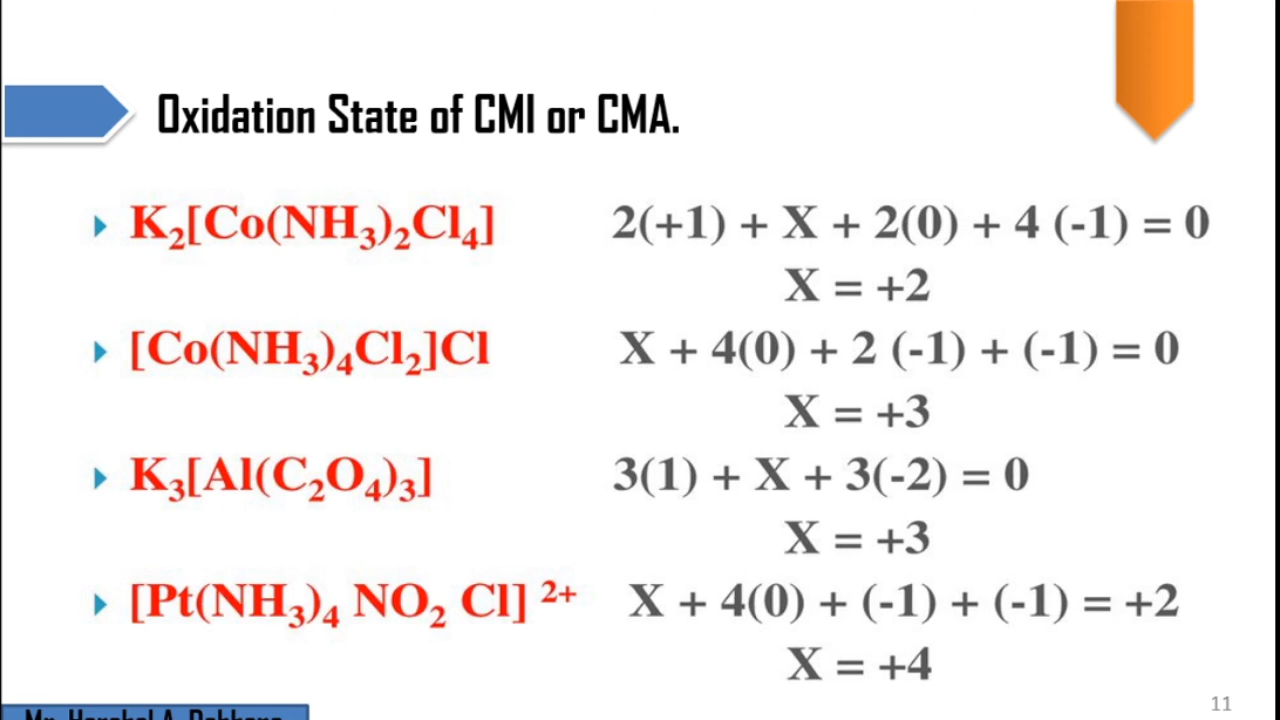 Oxidation State of CMI or CMA.
K₂[Co(NH₃)₂Cl₄] 2(+1) + X + 2(0) + 4 (-1) = 0
X = +2
[Co(NH₃)₄Cl₂]Cl X + 4(0) + 2 (-1) + (-1) = 0
X = +3
K₃[Al(C₂O₄)₃] 3(1) + X + 3(-2) = 0
X = +3
[Pt(NH₃)₄ NO₂ Cl] ²⁺ X + 4(0) + (-1) + (-1) = +2
X = +4
11
Mr. A.